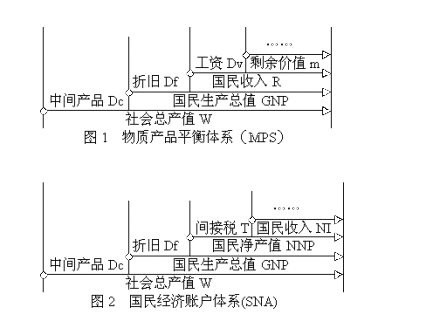 ……
工资 Dv 剩余价值 m
折旧 Df 国民收入 R
中间产品 Dc 国民生产总值 GNP
社会总产值 W
图 1 物质产品平衡体系（MPS）
……
间接税 T 国民收入 NI
折旧 Df 国民净产值 NNP
中间产品 Dc 国民生产总值 GNP
社会总产值 W
图 2 国民经济账户体系(SNA)